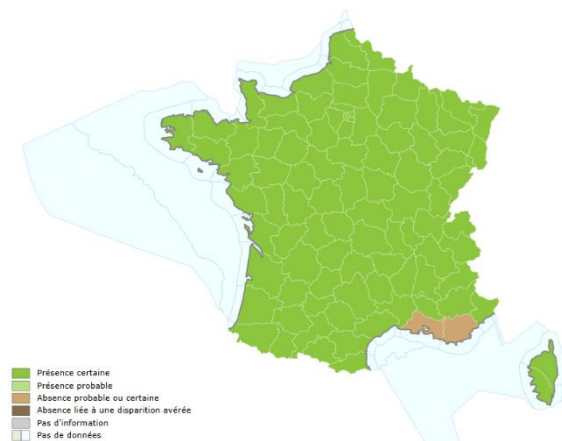 Présence certaine
Présence probable
Absence probable ou certaine
Absence liée à une disparition avérée
Pas d'information
Pas de données